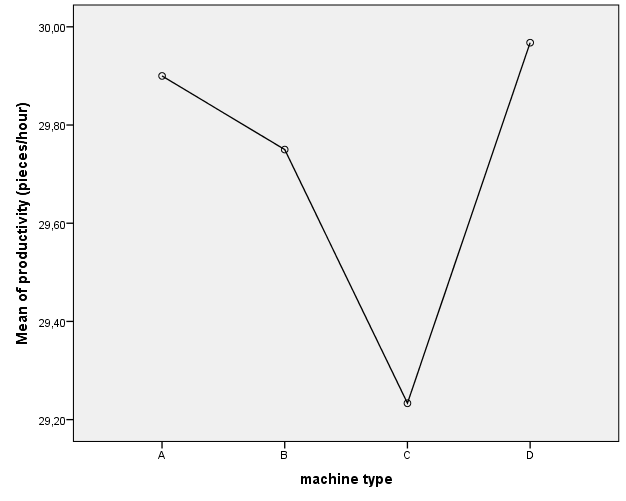 Mean of productivity (pieces/hour)
30,00
29,80
29,60
29,40
29,20
A B C D
machine type